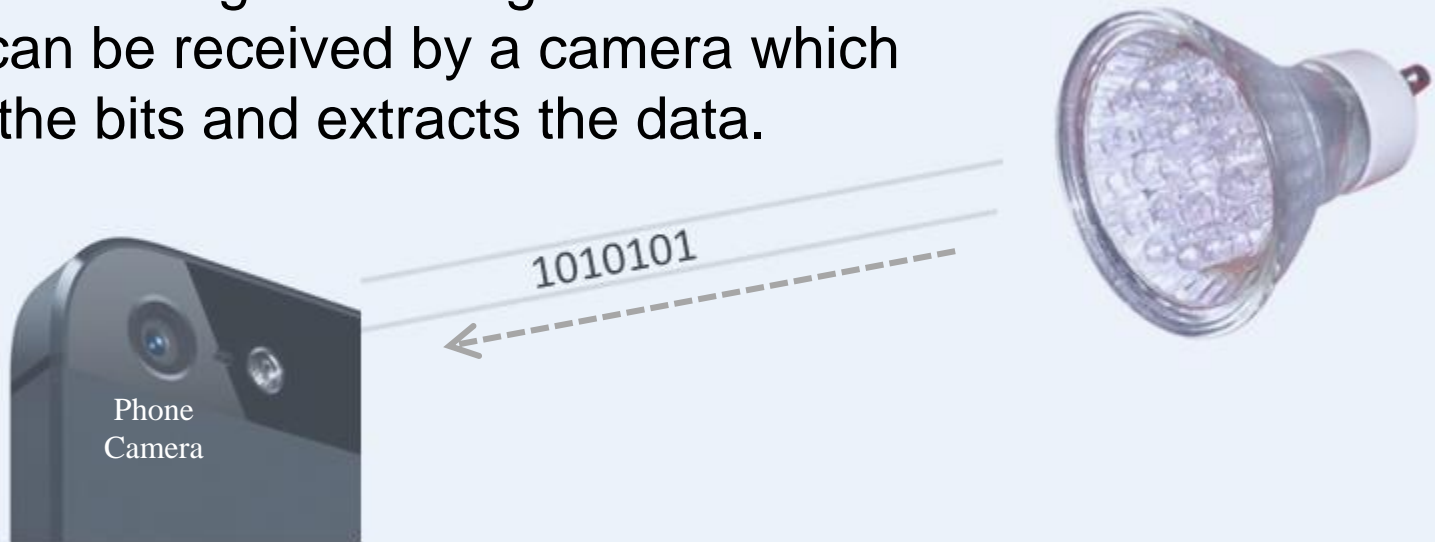 can be received by a camera which
the bits and extracts the data.
1010101
Phone
Camera